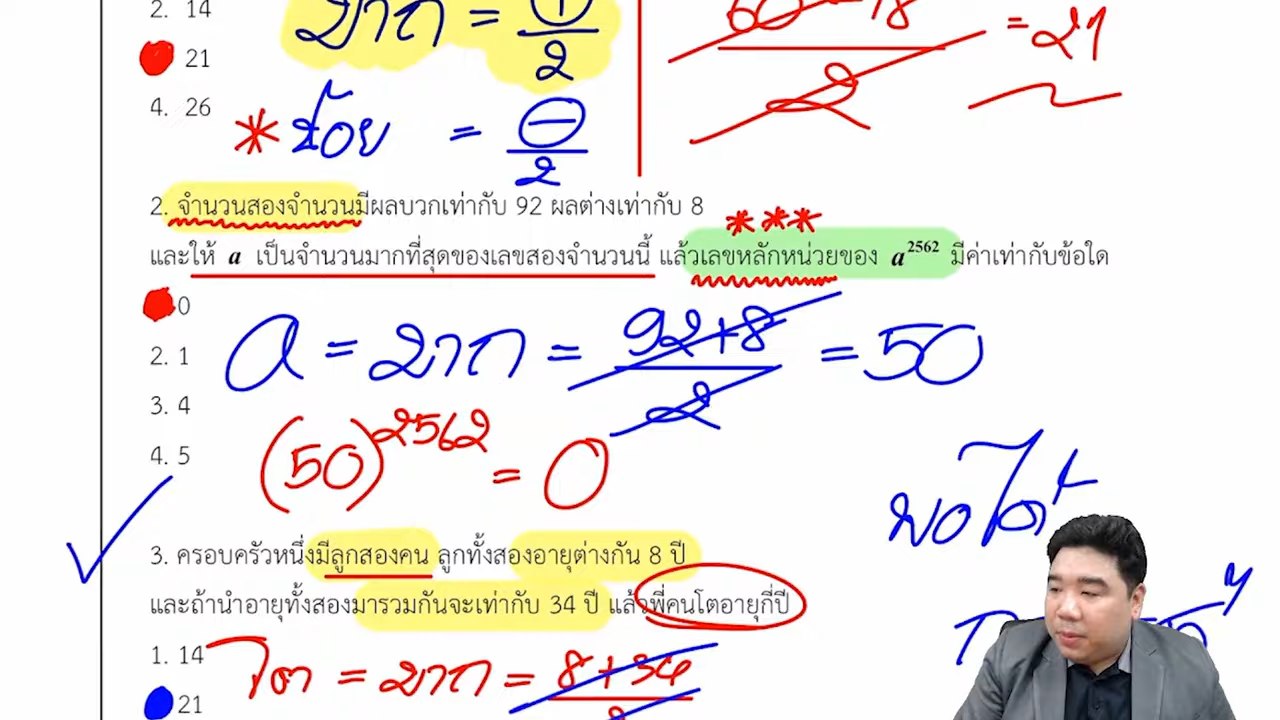 2. 14
มาก = +/2
60 18 / 2 = 21
21
4. 26
* น้อย = −/2
2. จำนวนสองจำนวนมีผลบวกเท่ากับ 92 ผลต่างเท่ากับ 8
***
และให้ a เป็นจำนวนมากที่สุดของเลขสองจำนวนนี้ แล้วเลขหลักหน่วยของ a^2562 มีค่าเท่ากับข้อใด
0
a = มาก = 92+8/2 = 50
2. 1
3. 4
(50)^2562 = 0
4. 5
พอได้
3. ครอบครัวหนึ่งมีลูกสองคน ลูกทั้งสองอายุต่างกัน 8 ปี
และถ้านำอายุทั้งสองมารวมกันจะเท่ากับ 34 ปี แล้วพี่คนโตอายุกี่ปี
1. 14
โต = มาก = 8+34/2
21